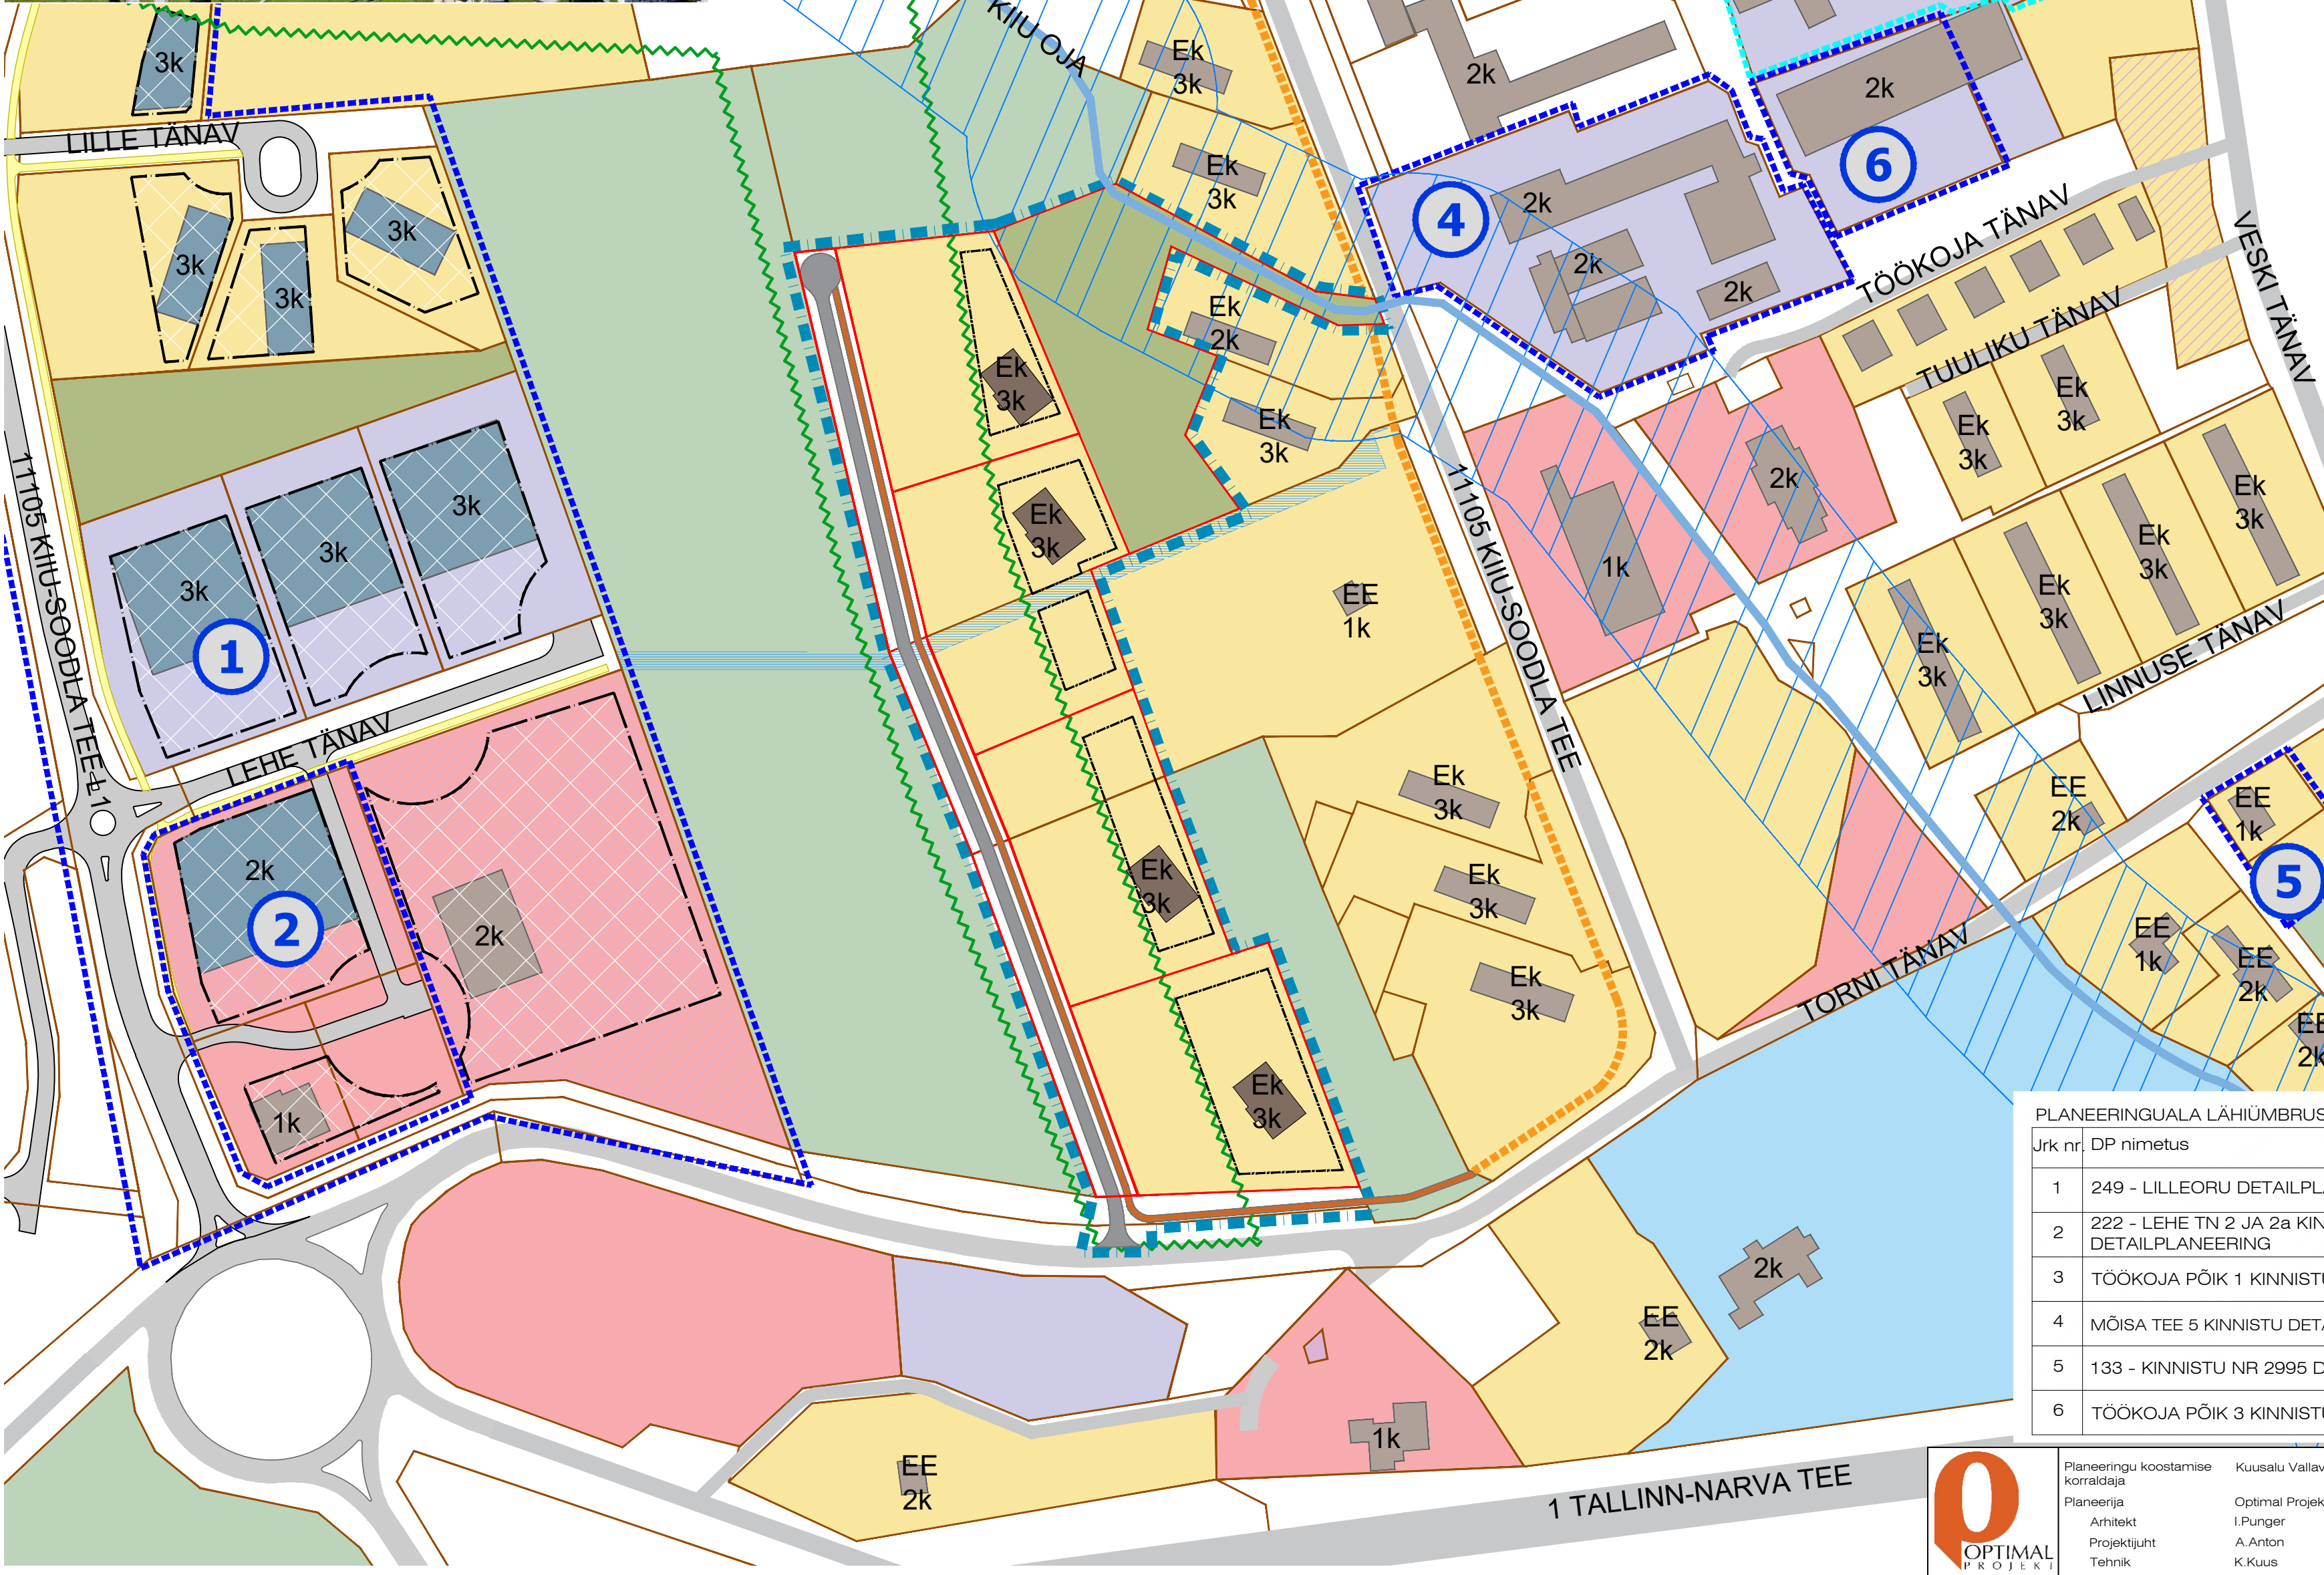 KIIU OJA
Ek
3k
3k
2k
2k
LILLE TÄNAV
Ek
3k
6
4
2k
3k
3k
3k
TÖÖKOJA TÄNAV
VESKI TÄNAV
2k
2k
Ek
2k
TUULIKU TÄNAV
Ek
3k
Ek
3k
Ek
3k
Ek
3k
3k
3k
3k
Ek
3k
2k
Ek
3k
Ek
3k
11105 KIIU-SOODLA TEE L1
11105 KIIU-SOODLA TEE
1k
EE
1k
Ek
3k
Ek
3k
1
LINNUSE TÄNAV
LEHE TÄNAV
Ek
3k
EE
2k
EE
1k
5
2k
2
2k
Ek
3k
Ek
3k
Ek
3k
TORNI TÄNAV
EE
1k
EE
2k
EE
2k
1k
Ek
3k
2k
EE
2k
1k
EE
2k
1 TALLINN-NARVA TEE
PLANEERINGUALA LÄHIÜMBRUS
Jrk nr. DP nimetus
1 249 - LILLEORU DETAILPL
2 222 - LEHE TN 2 JA 2a KIN
DETAILPLANEERING
3 TÖÖKOJA PÕIK 1 KINNIST
4 MÕISA TEE 5 KINNISTU DET
5 133 - KINNISTU NR 2995 D
6 TÖÖKOJA PÕIK 3 KINNIST
OPTIMAL
PROJEKT
Planeeringu koostamise Kuusalu Vallav
korraldaja
Planeerija Optimal Projek
Arhitekt I.Punger
Projektijuht A.Anton
Tehnik K.Kuus